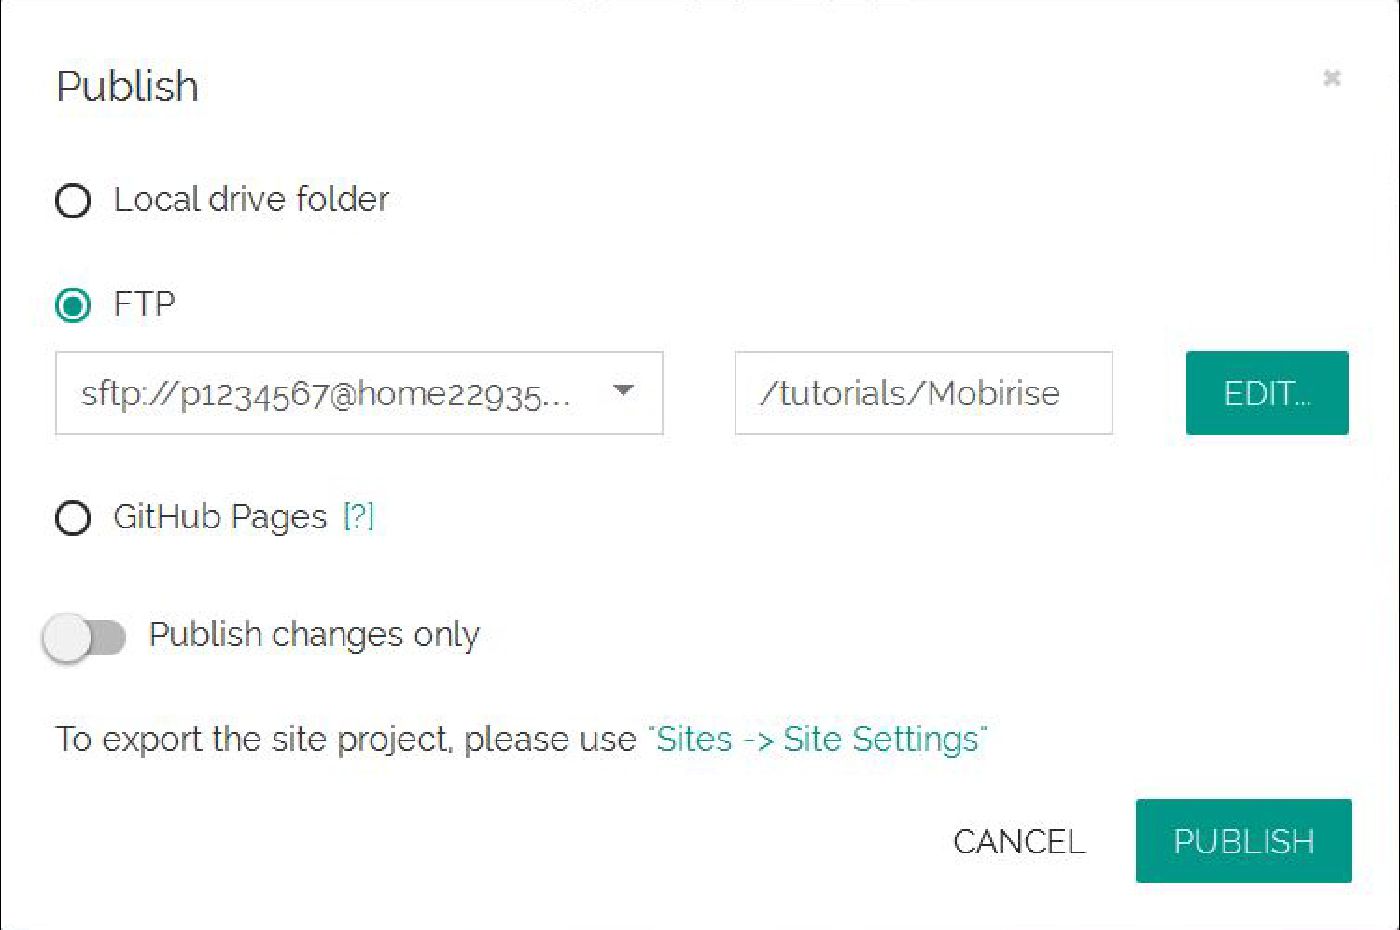 Publish
Local drive folder
FTP
sftp://p1234567@home22935... /tutorials/Mobirise EDIT...
GitHub Pages [?]
Publish changes only
To export the site project, please use "Sites -> Site Settings"
CANCEL PUBLISH